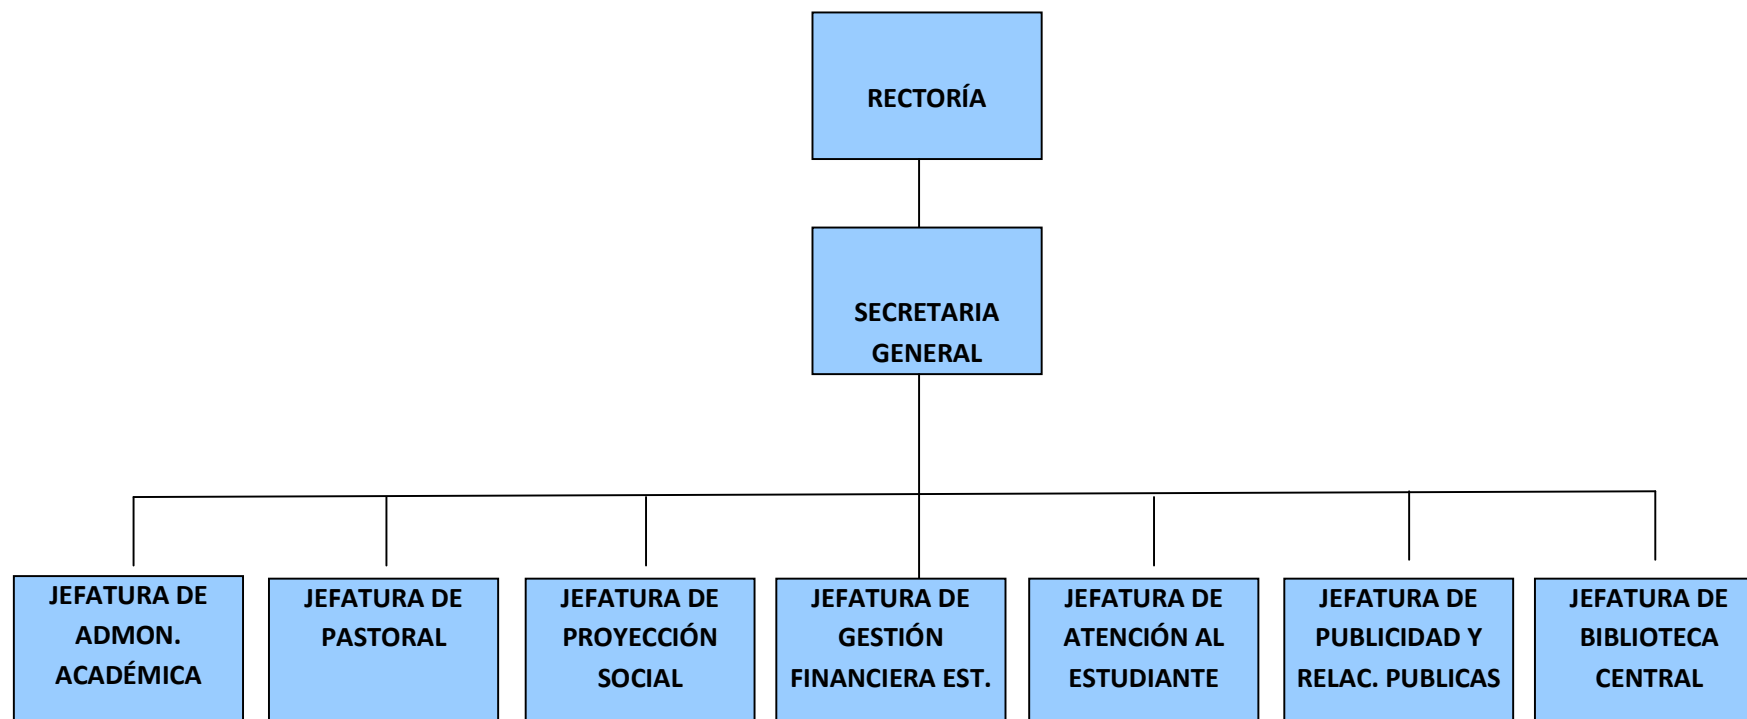 RECTORÍA
SECRETARIA
GENERAL
JEFATURA DE
ADMON.
ACADÉMICA
JEFATURA DE
PASTORAL
JEFATURA DE
PROYECCIÓN
SOCIAL
JEFATURA DE
GESTIÓN
FINANCIERA EST.
JEFATURA DE
ATENCIÓN AL
ESTUDIANTE
JEFATURA DE
PUBLICIDAD Y
RELAC. PUBLICAS
JEFATURA DE
BIBLIOTECA
CENTRAL